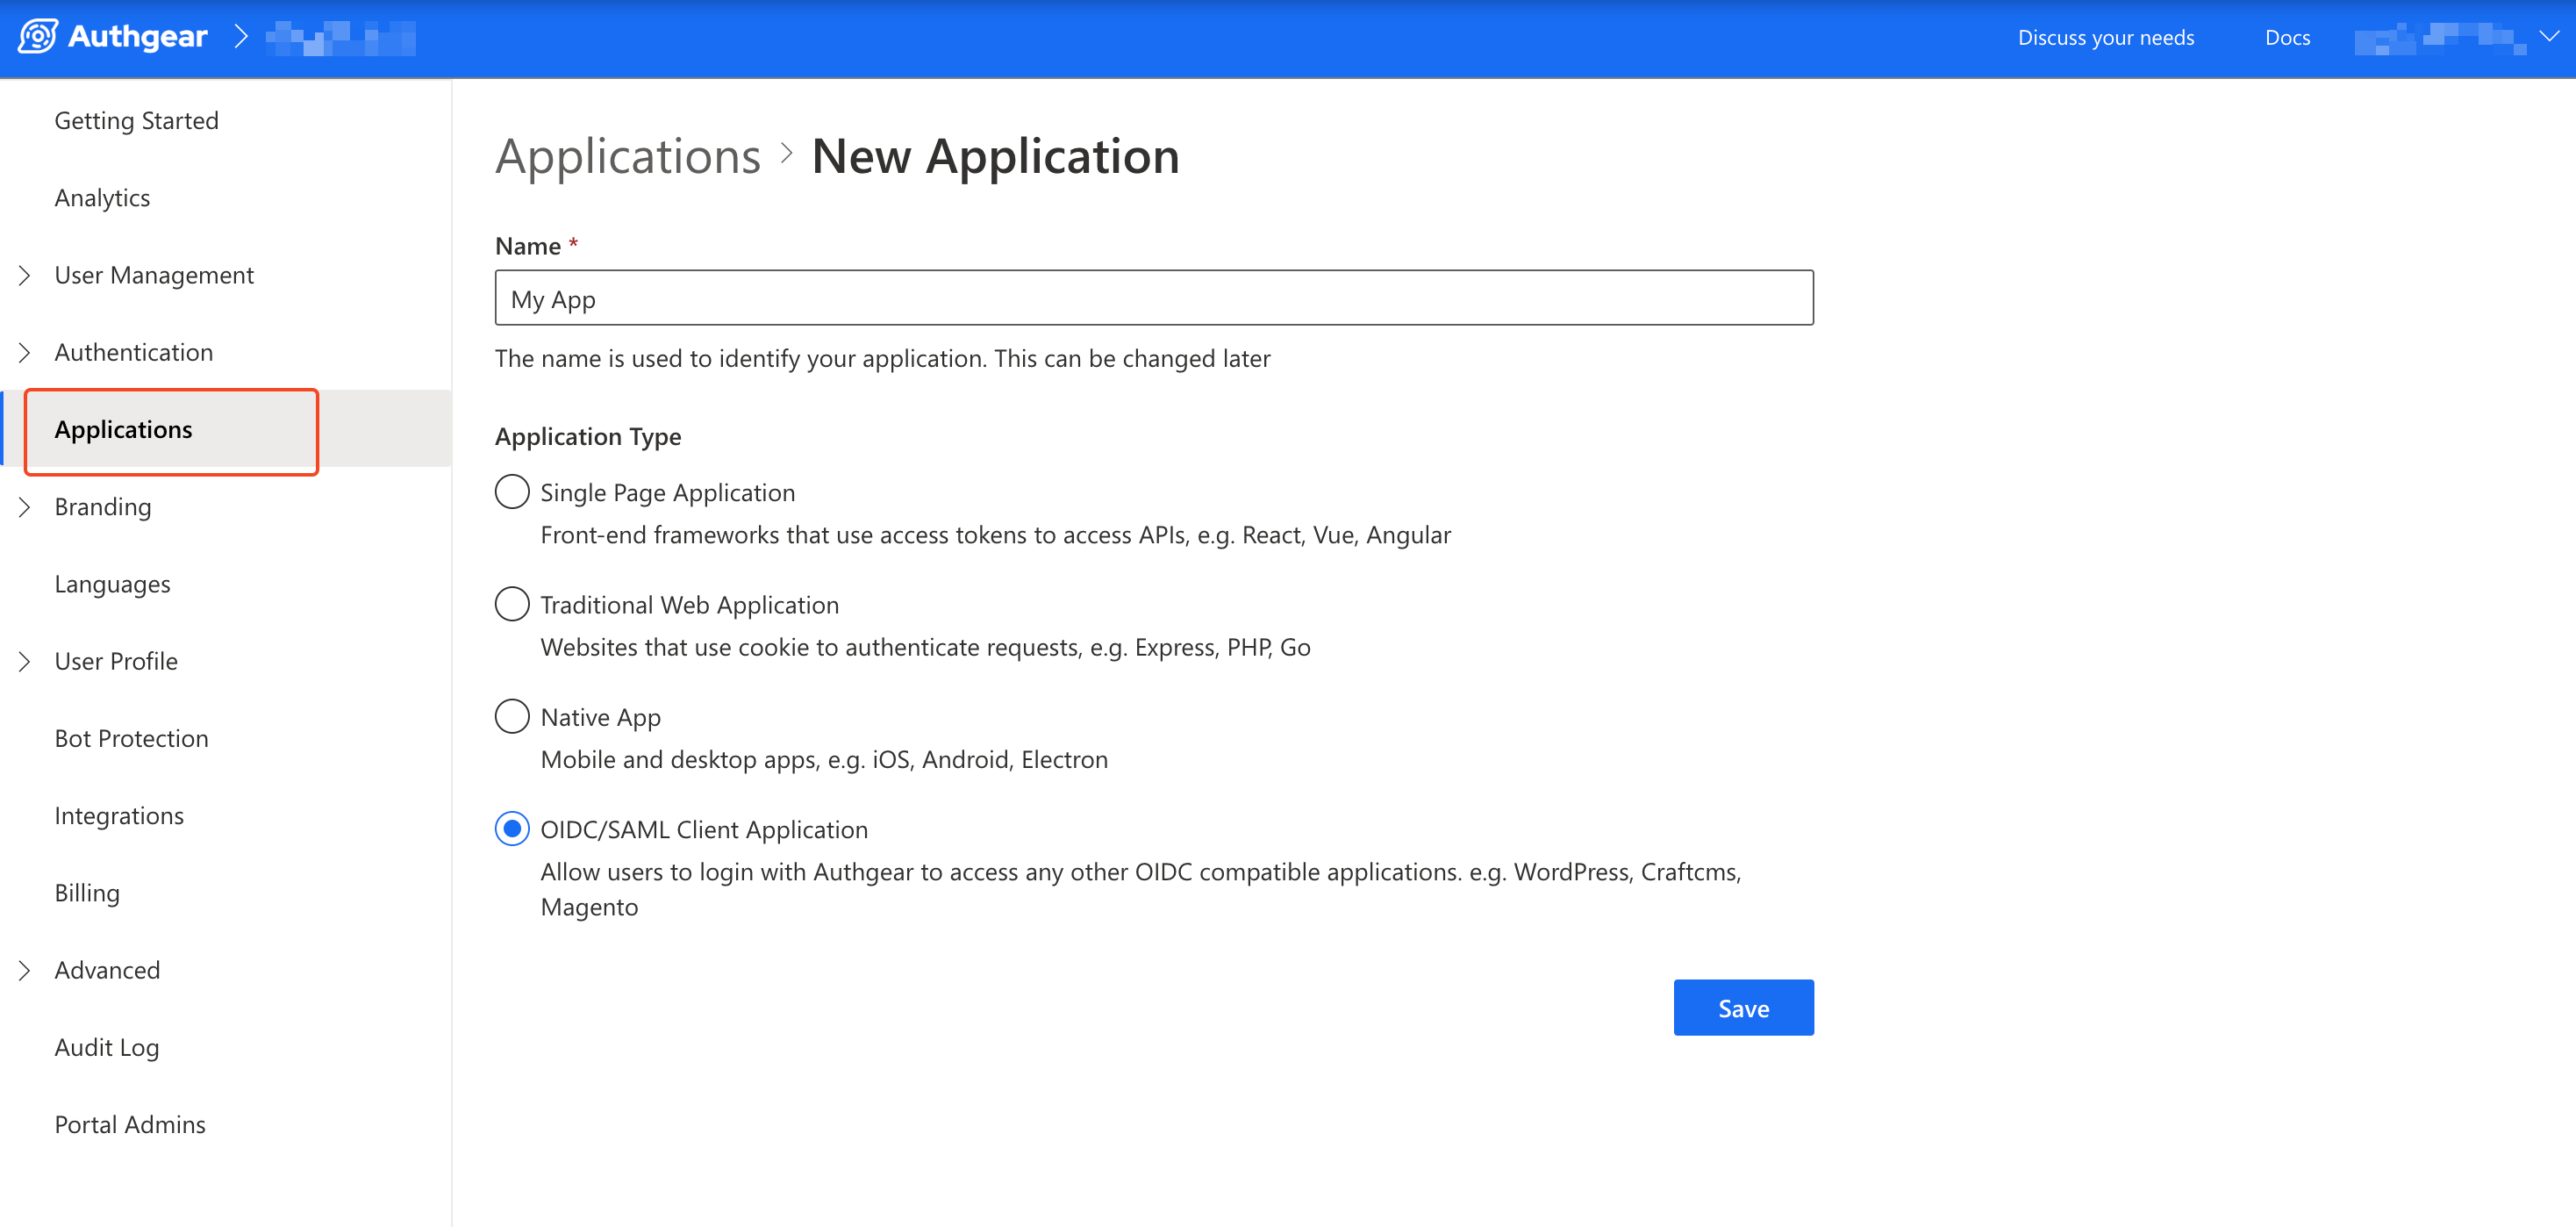 Authgear
Discuss your needs
Docs
Getting Started
Analytics
User Management
Authentication
Applications
Branding
Languages
User Profile
Bot Protection
Integrations
Billing
Advanced
Audit Log
Portal Admins
Applications > New Application
Name *
My App
The name is used to identify your application. This can be changed later
Application Type
Single Page Application
Front-end frameworks that use access tokens to access APIs, e.g. React, Vue, Angular
Traditional Web Application
Websites that use cookie to authenticate requests, e.g. Express, PHP, Go
Native App
Mobile and desktop apps, e.g. iOS, Android, Electron
OIDC/SAML Client Application
Allow users to login with Authgear to access any other OIDC compatible applications. e.g. WordPress, Craftcms,
Magento
Save